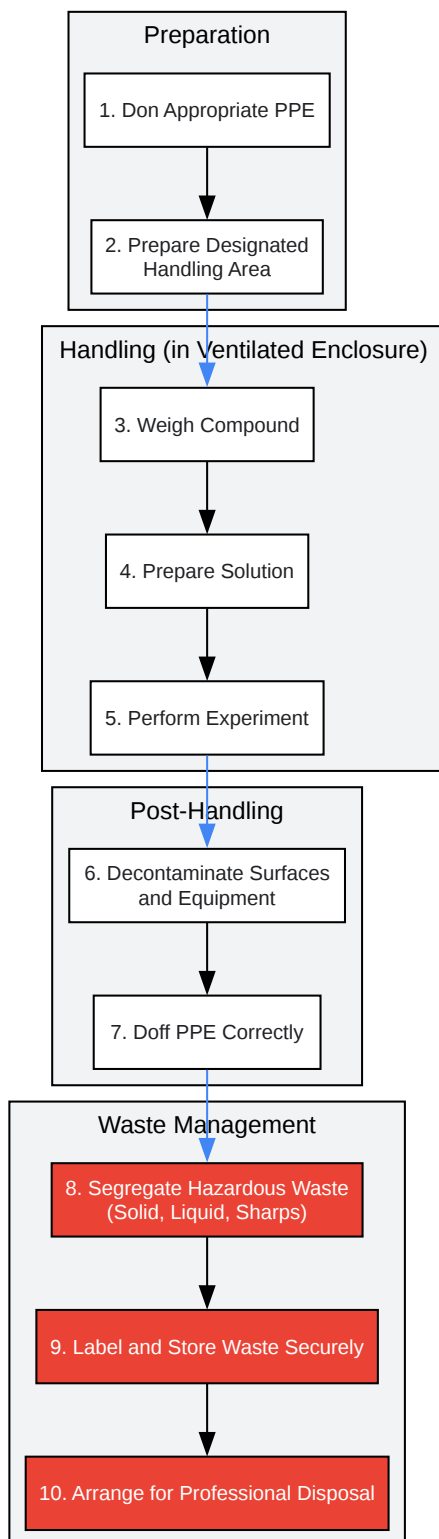 Preparation
1. Don Appropriate PPE
2. Prepare Designated
Handling Area
Handling (in Ventilated Enclosure)
3. Weigh Compound
4. Prepare Solution
5. Perform Experiment
Post-Handling
6. Decontaminate Surfaces
and Equipment
7. Doff PPE Correctly
Waste Management
8. Segregate Hazardous Waste
(Solid, Liquid, Sharps)
9. Label and Store Waste Securely
10. Arrange for Professional Disposal